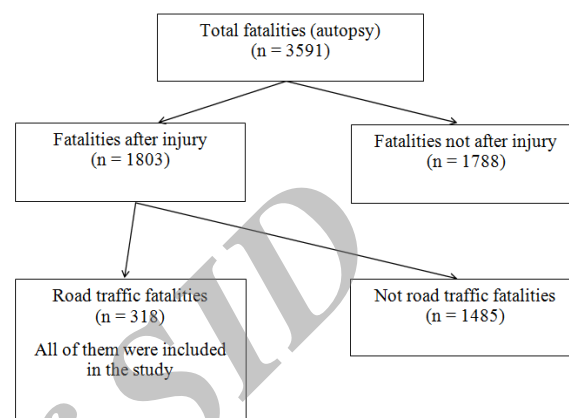 Total fatalities (autopsy)
(n = 3591)
Fatalities after injury
(n = 1803)
Fatalities not after injury
(n = 1788)
Road traffic fatalities
(n = 318)
All of them were included
in the study
Not road traffic fatalities
(n = 1485)
SID